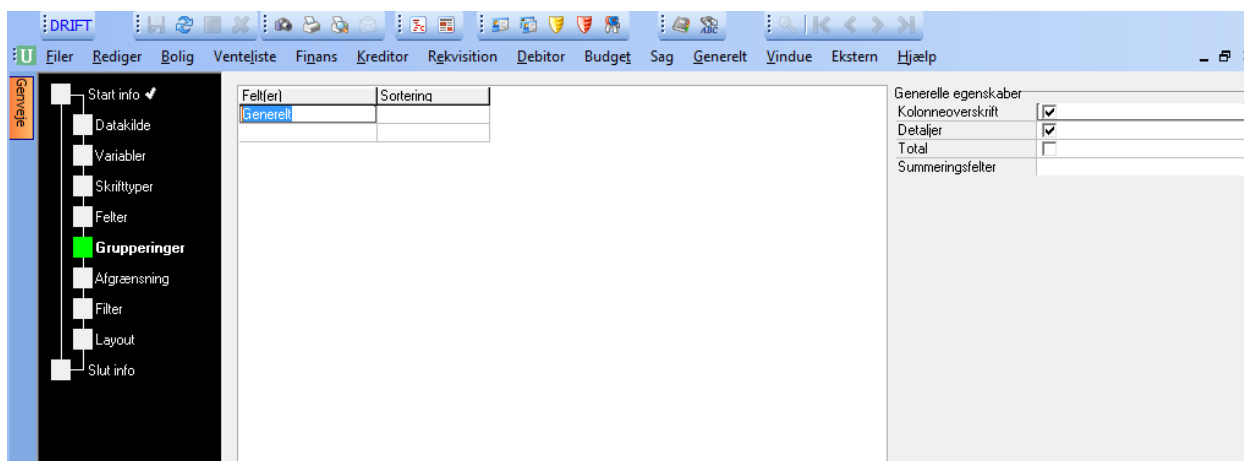 DRIFT
U Filer Rediger Bolig Venteliste Finans Kreditor Rekvisition Debitor Budget Sag Generelt Vindue Ekstern Hjælp
Genveje
Start info
Datakilde
Variabler
Skrifttyper
Felter
Grupperinger
Afgrænsning
Filter
Layout
Slut info
Felt(er) Sortering
Generelt
Generelle egenskaber
Kolonneoverskrift
Detaljer
Total
Summeringsfelter